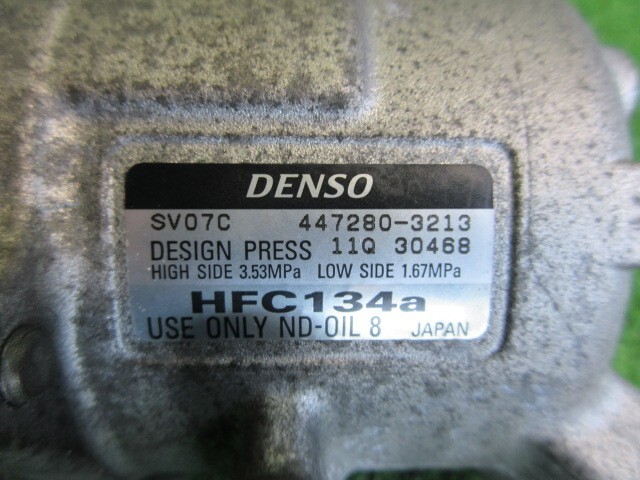 DENSO
SV07C 447280-3213
DESIGN PRESS 11Q 30468
HIGH SIDE 3.53MPa LOW SIDE 1.67MPa
HFC134a
USE ONLY ND-OIL 8 JAPAN